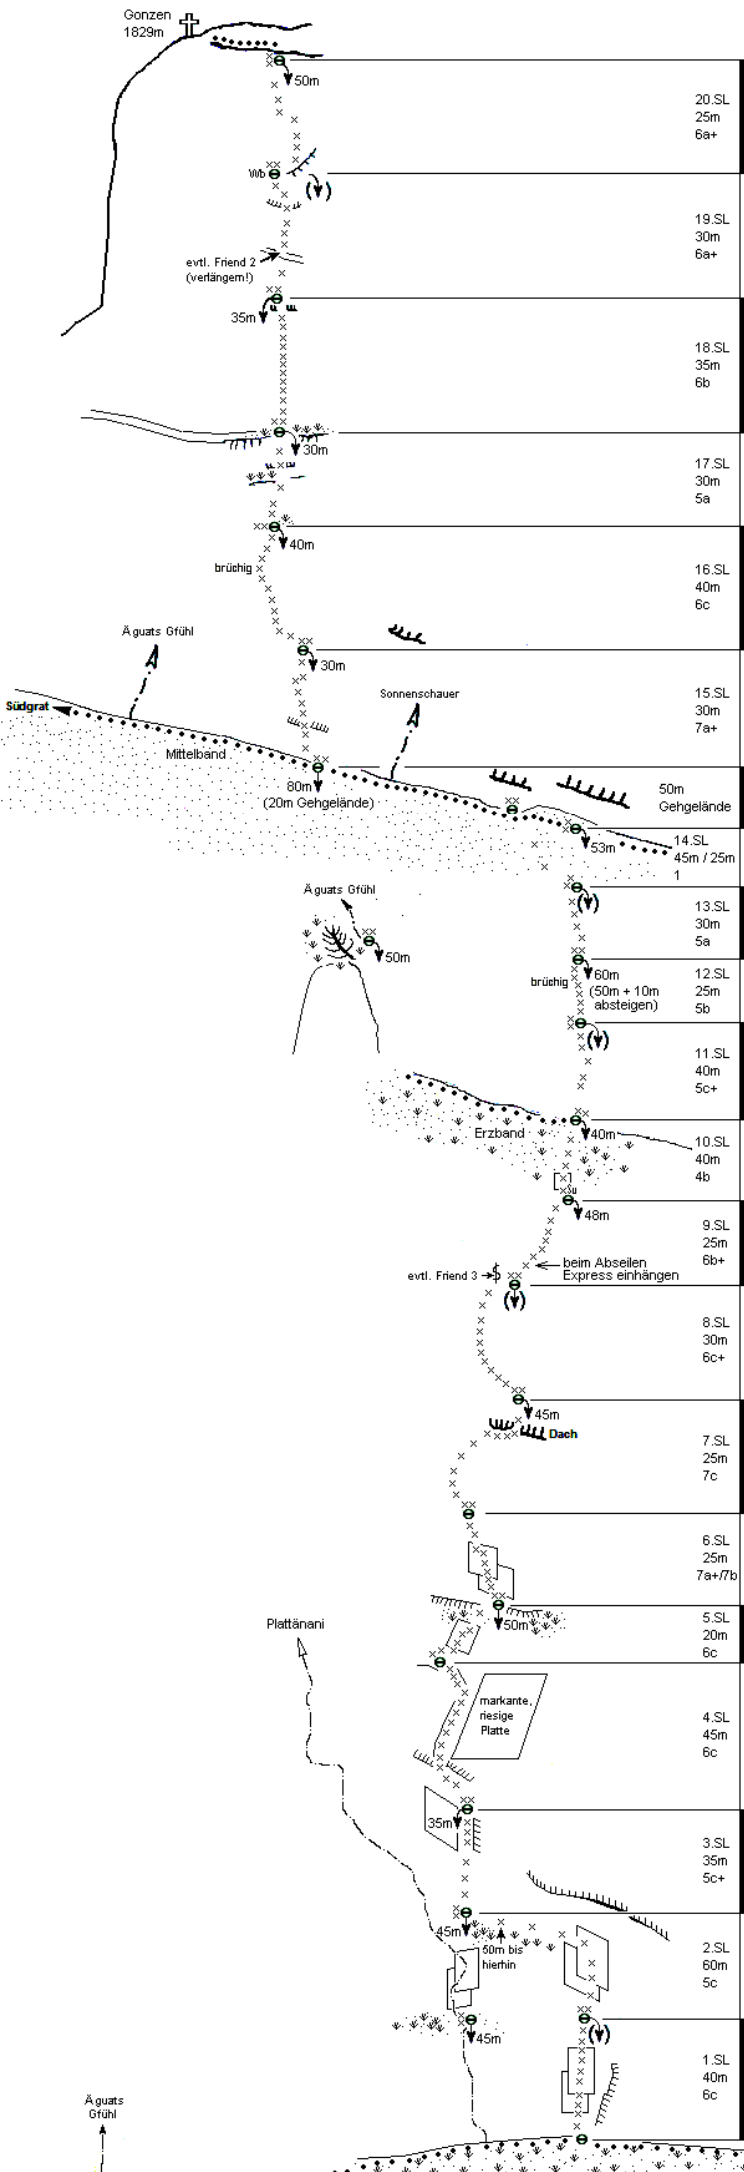 Gonzen
1829m
50m
20.SL
25m
6a+
Wb
( )
19.SL
30m
6a+
evtl. Friend 2
(verlängern!)
35m
18.SL
35m
6b
30m
17.SL
30m
5a
40m
brüchig
16.SL
40m
6c
Äguats Gfühl
30m
Sonnenschauer
15.SL
30m
7a+
Südgrat
Mittelband
80m
(20m Gehgelände)
50m
Gehgelände
53m
14.SL
45m / 25m
1
Äguats Gfühl
( )
13.SL
30m
5a
50m
brüchig
60m
(50m + 10m
absteigen)
12.SL
25m
5b
( )
11.SL
40m
5c+
Erzband
40m
10.SL
40m
4b
Su
48m
9.SL
25m
6b+
evtl. Friend 3
beim Abseilen
Express einhängen
( )
8.SL
30m
6c+
45m
Dach
7.SL
25m
7c
6.SL
25m
7a+/7b
50m
5.SL
20m
6c
Plattänani
markante,
riesige
Platte
4.SL
45m
6c
35m
3.SL
35m
5c+
45m
50m bis
hierhin
2.SL
60m
5c
45m
( )
1.SL
40m
6c
Äguats
Gfühl